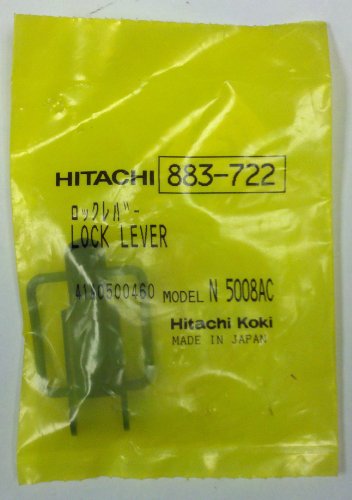 HITACHI 883-722
ロックレバー
LOCK LEVER
MODEL N 5008AC
Hitachi Koki
MADE IN JAPAN